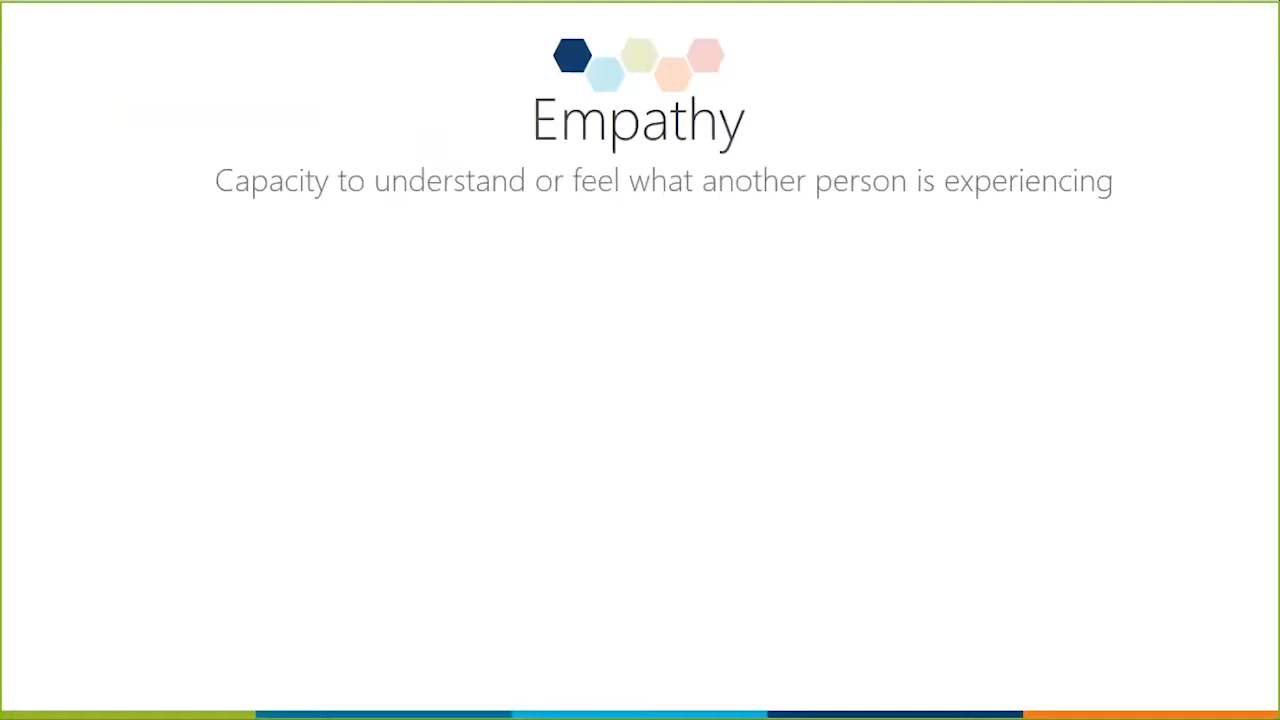 Empathy
Capacity to understand or feel what another person is experiencing